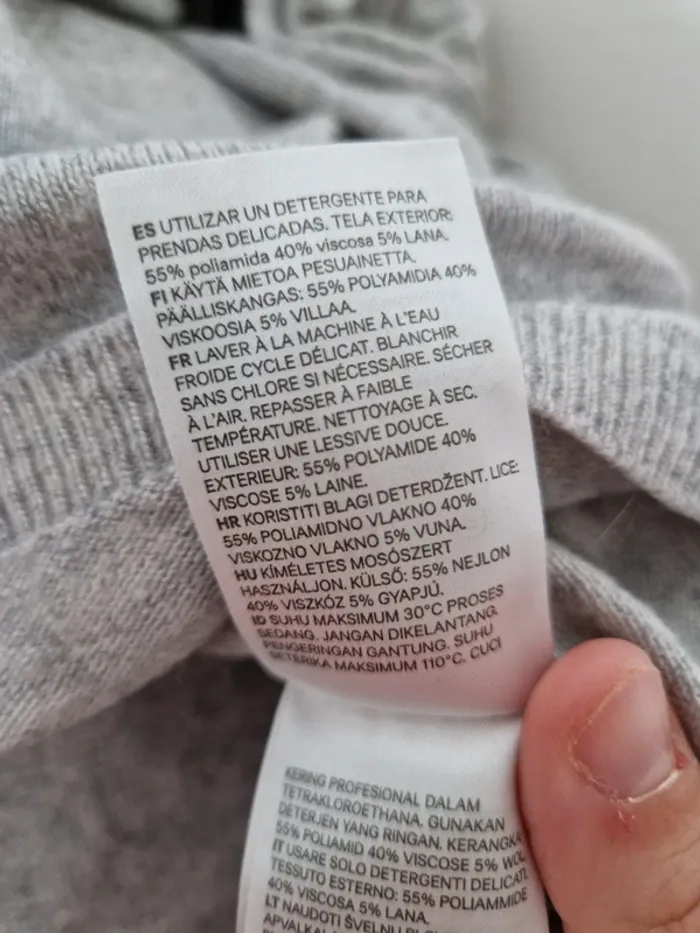 ES UTILIZAR UN DETERGENTE PARA
PRENDAS DELICADAS. TELA EXTERIOR:
55% poliamida 40% viscosa 5% LANA.
FI KÄYTÄ MIETOA PESUAINETTA.
PÄÄLLISKANGAS: 55% POLYAMIDIA 40%
VISKOOSIA 5% VILLAA.
FR LAVER À LA MACHINE À L'EAU
FROIDE CYCLE DÉLICAT. BLANCHIR
SANS CHLORE SI NÉCESSAIRE. SÉCHER
À L'AIR. REPASSER À FAIBLE
TEMPÉRATURE. NETTOYAGE À SEC.
UTILISER UNE LESSIVE DOUCE.
EXTERIEUR: 55% POLYAMIDE 40%
VISCOSE 5% LAINE.
HR KORISTITI BLAGI DETERDŽENT. LICE:
55% POLIAMIDNO VLAKNO 40%
VISKOZNO VLAKNO 5% VUNA.
HU KÍMÉLETES MOSÓSZERT
HASZNÁLJON. KÜLSŐ: 55% NEJLON
40% VISZKÓZ 5% GYAPJÚ.
ID SUHU MAKSIMUM 30°C PROSES
SEDANG. JANGAN DIKELANTANG.
PENGERINGAN GANTUNG. SUHU
SETERIKA MAKSIMUM 110°C. CUCI
KERING PROFESIONAL DALAM
TETRAKLOROETHANA. GUNAKAN
DETERJEN YANG RINGAN. KERANGKA
55% POLIAMID 40% VISCOSE 5% WOL
IT USARE SOLO DETERGENTI DELICATI.
TESSUTO ESTERNO: 55% POLIAMMIDE
40% VISCOSA 5% LANA.
LT NAUDOTI ŠVELNŲ